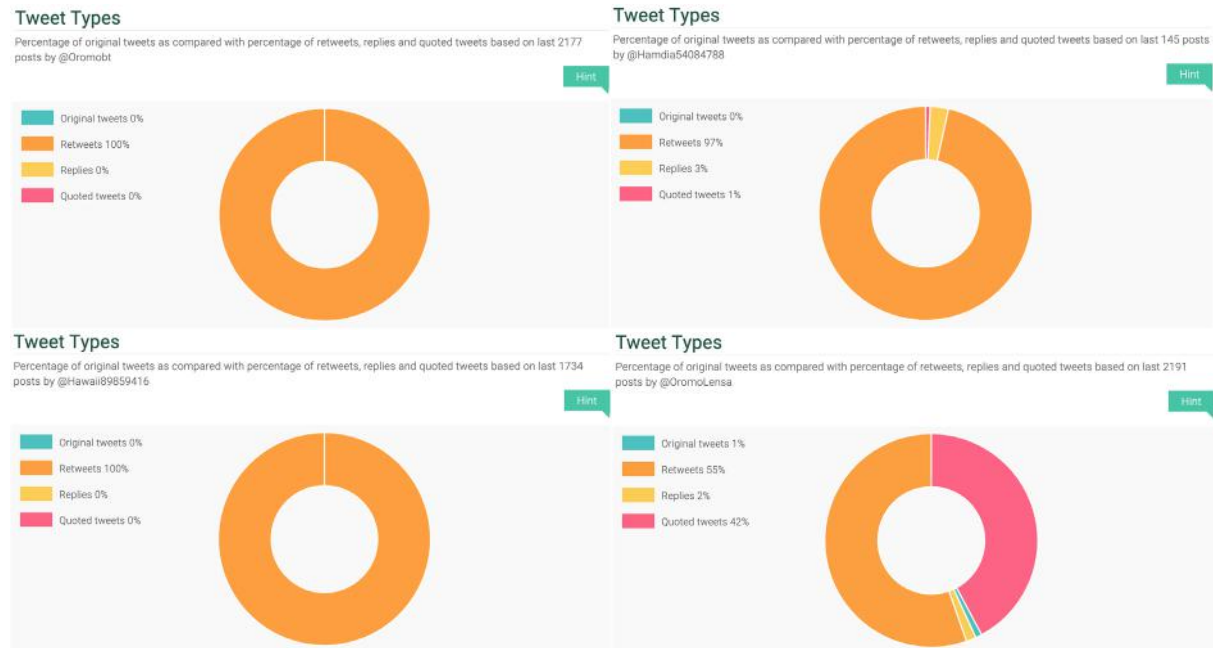 Tweet Types
Percentage of original tweets as compared with percentage of retweets, replies and quoted tweets based on last 2177
posts by @Oromobt
Hint
Original tweets 0%
Retweets 100%
Replies 0%
Quoted tweets 0%
Tweet Types
Percentage of original tweets as compared with percentage of retweets, replies and quoted tweets based on last 145 posts
by @Hamdia54084788
Hint
Original tweets 0%
Retweets 97%
Replies 3%
Quoted tweets 1%
Tweet Types
Percentage of original tweets as compared with percentage of retweets, replies and quoted tweets based on last 1734
posts by @Hawaii89859416
Hint
Original tweets 0%
Retweets 100%
Replies 0%
Quoted tweets 0%
Tweet Types
Percentage of original tweets as compared with percentage of retweets, replies and quoted tweets based on last 2191
posts by @OromoLensa
Hint
Original tweets 1%
Retweets 55%
Replies 2%
Quoted tweets 42%